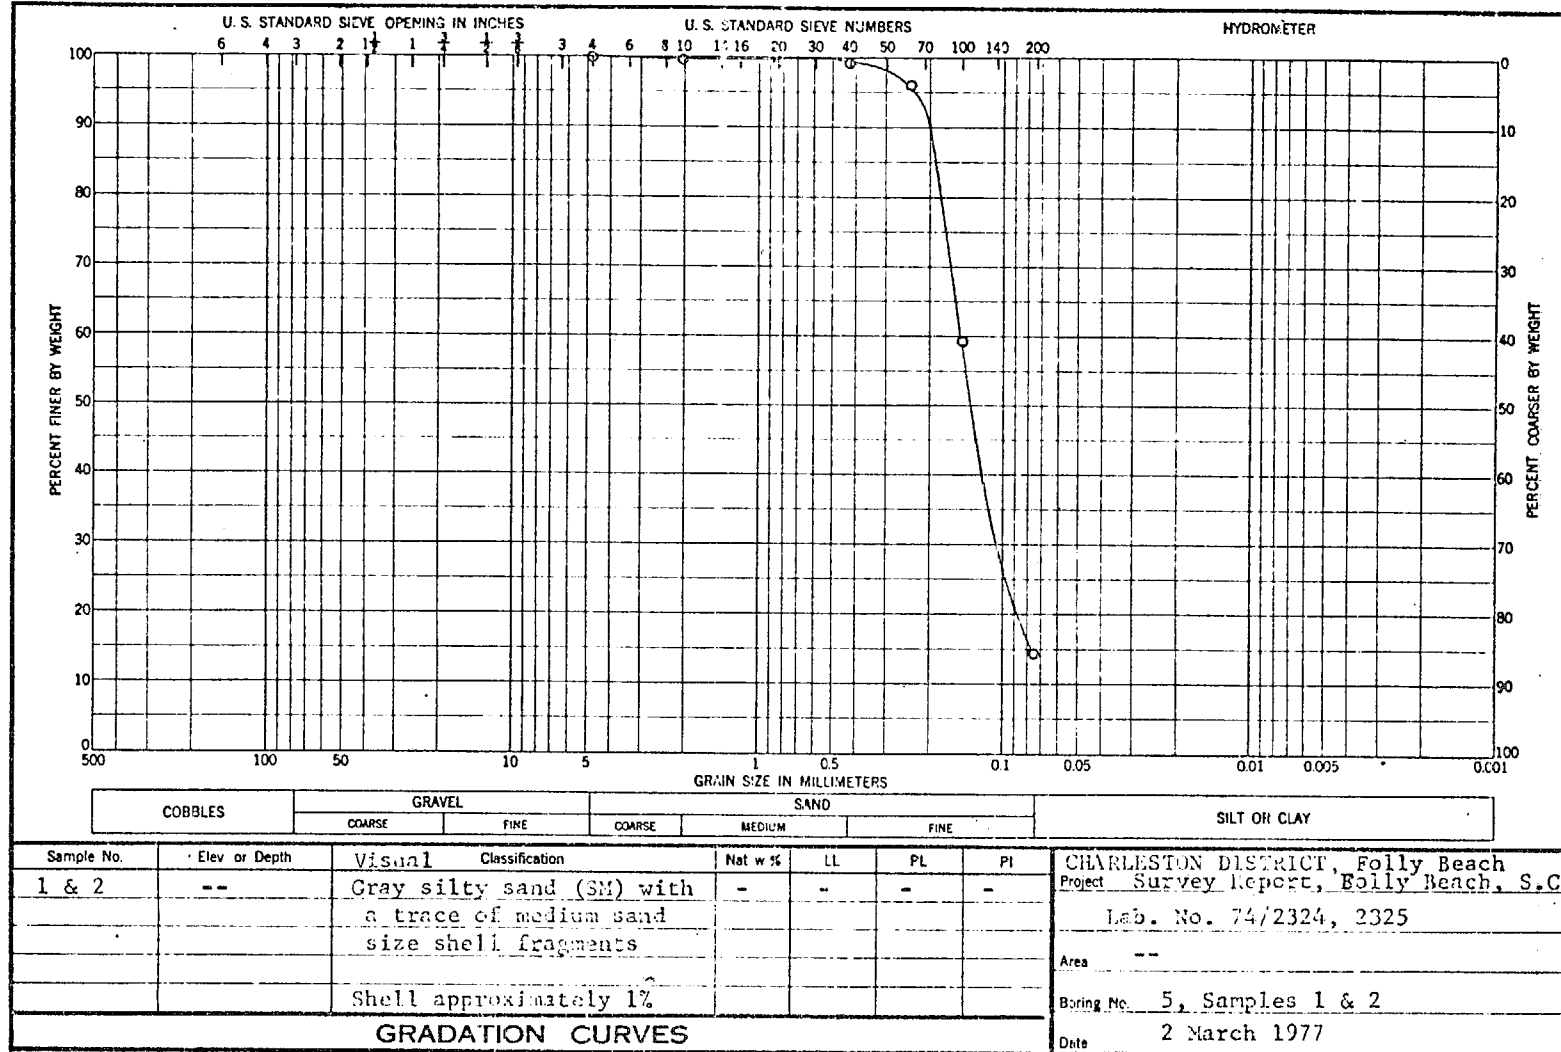 U. S. STANDARD SIEVE OPENING IN INCHES U. S. STANDARD SIEVE NUMBERS HYDROMETER
6 4 3 2 1½ 1 ¾ ½ ⅜ 3 4 6 8 10 16 20 30 40 50 70 100 140 200
100 0
90 10
80 20
70 30
60 40
50 50
40 60
30 70
20 80
10 90
0 100
PERCENT FINER BY WEIGHT
PERCENT COARSER BY WEIGHT
500 100 50 10 5 1 0.5 0.1 0.05 0.01 0.005 0.001
GRAIN SIZE IN MILLIMETERS
COBBLES GRAVEL SAND SILT OR CLAY
COARSE FINE COARSE MEDIUM FINE
Sample No. Elev or Depth Visual Classification Nat w % LL PL PI
1 & 2 -- Gray silty sand (SM) with - - - -
a trace of medium sand
size shell fragments
Shell approximately 1%
GRADATION CURVES
CHARLESTON DISTRICT, Folly Beach
Project Survey Report, Folly Beach, S.C
Lab. No. 74/2324, 2325
Area --
Boring No. 5, Samples 1 & 2
Date 2 March 1977